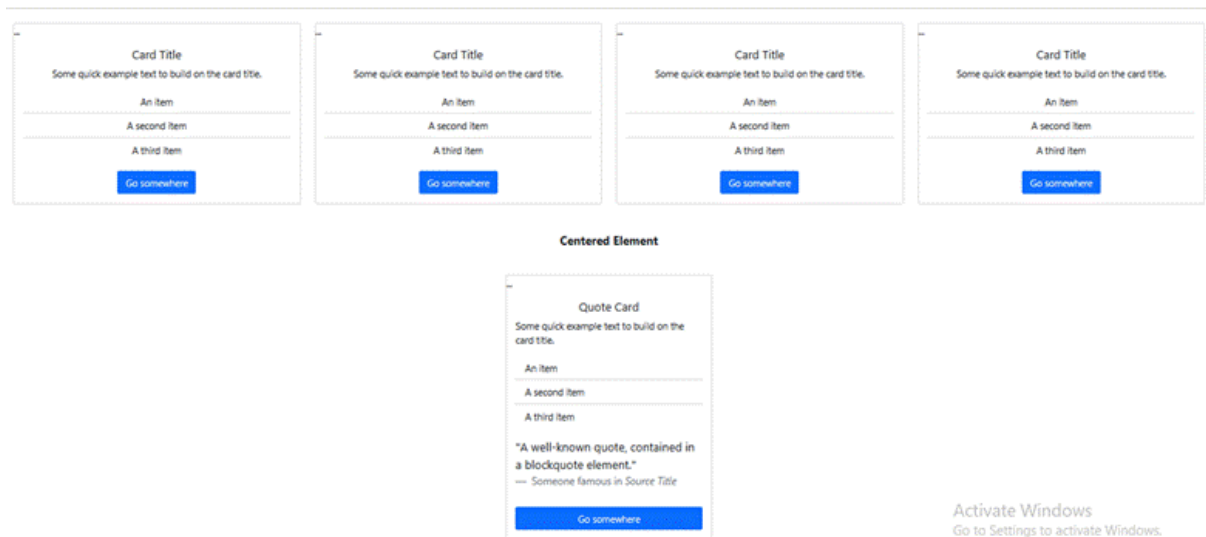 ...
Card Title
Some quick example text to build on the card title.
An item
A second item
A third item
Go somewhere
...
Card Title
Some quick example text to build on the card title.
An item
A second item
A third item
Go somewhere
...
Card Title
Some quick example text to build on the card title.
An item
A second item
A third item
Go somewhere
...
Card Title
Some quick example text to build on the card title.
An item
A second item
A third item
Go somewhere
Centered Element
...
Quote Card
Some quick example text to build on the
card title.
An item
A second item
A third item
"A well-known quote, contained in
a blockquote element."
— Someone famous in Source Title
Go somewhere
Activate Windows
Go to Settings to activate Windows.